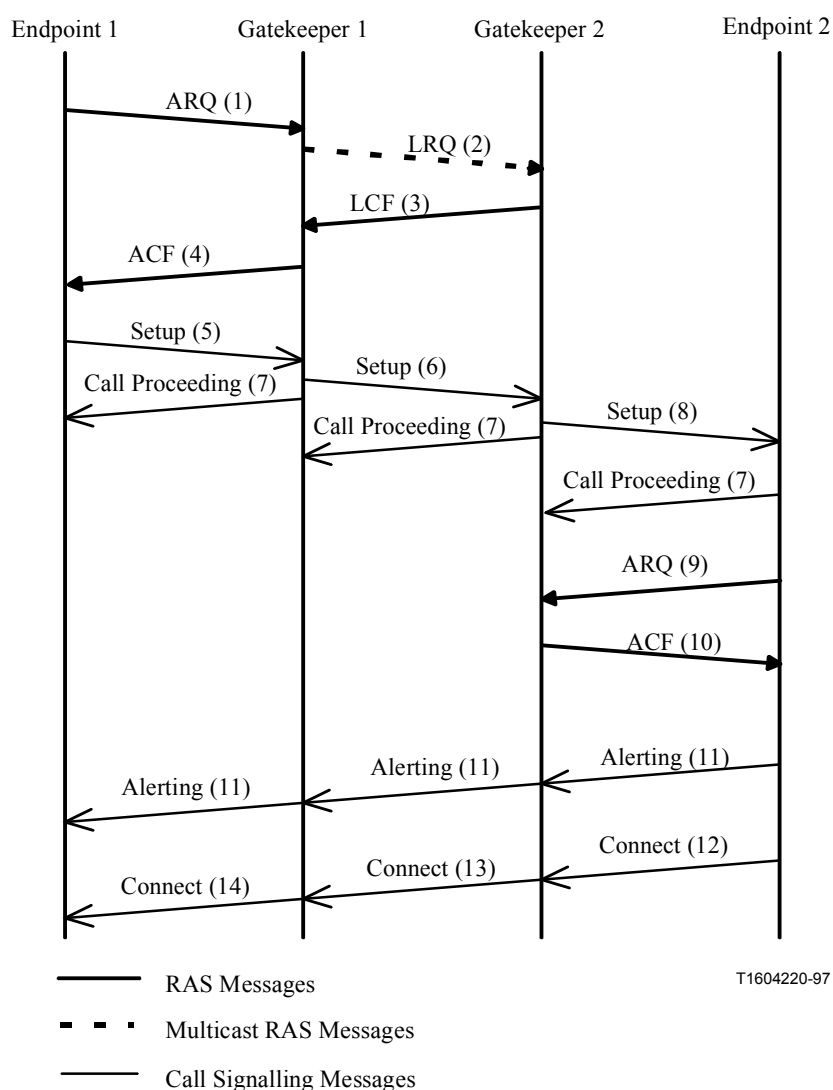 Endpoint 1
Gatekeeper 1
Gatekeeper 2
Endpoint 2
ARQ (1)
LRQ (2)
LCF (3)
ACF (4)
Setup (5)
Setup (6)
Call Proceeding (7)
Setup (8)
Call Proceeding (7)
Call Proceeding (7)
ARQ (9)
ACF (10)
Alerting (11)
Alerting (11)
Alerting (11)
Connect (12)
Connect (13)
Connect (14)
RAS Messages
T1604220-97
Multicast RAS Messages
Call Signalling Messages